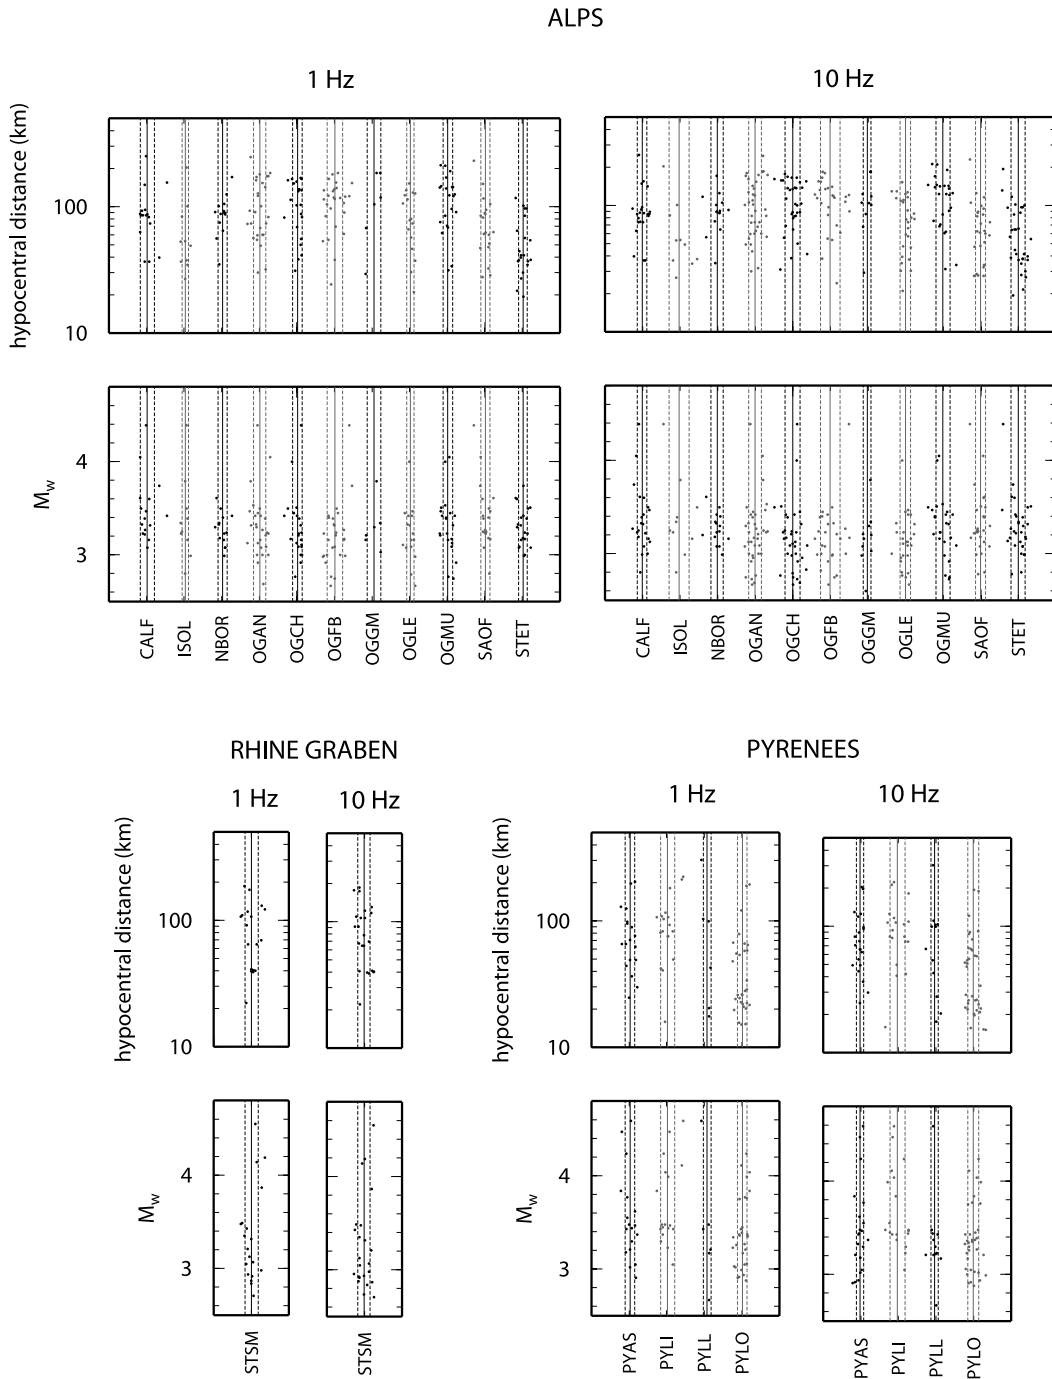 ALPS
1 Hz 10 Hz
hypocentral distance (km)
100
10
M_w
4
3
CALF ISOL NBOR OGAN OGCH OGFB OGGM OGLE OGMU SAOF STET
CALF ISOL NBOR OGAN OGCH OGFB OGGM OGLE OGMU SAOF STET
RHINE GRABEN PYRENEES
1 Hz 10 Hz 1 Hz 10 Hz
hypocentral distance (km)
100
10
hypocentral distance (km)
100
10
M_w
4
3
M_w
4
3
STSM STSM
PYAS PYLI PYLL PYLO
PYAS PYLI PYLL PYLO